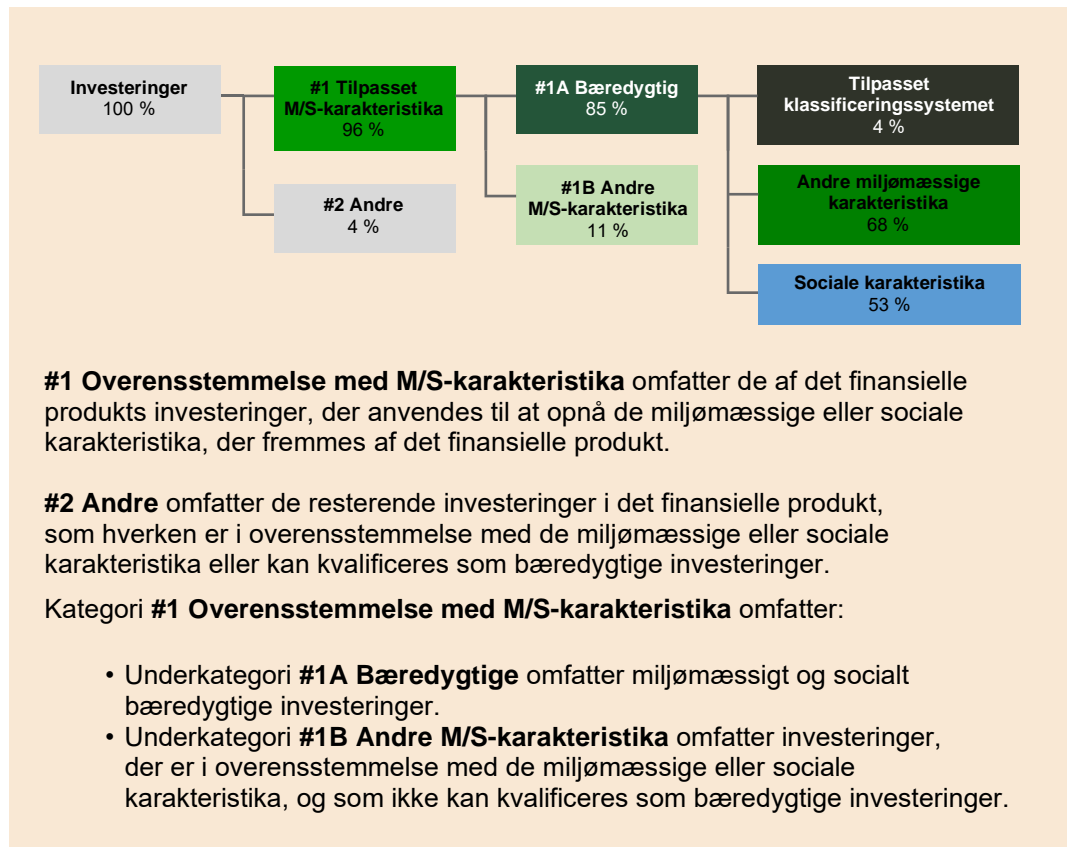 Investeringer
100 %
#1 Tilpasset
M/S-karakteristika
96 %
#2 Andre
4 %
#1A Bæredygtig
85 %
#1B Andre
M/S-karakteristika
11 %
Tilpasset
klassificeringssystemet
4 %
Andre miljømæssige
karakteristika
68 %
Sociale karakteristika
53 %
#1 Overensstemmelse med M/S-karakteristika omfatter de af det finansielle
produkts investeringer, der anvendes til at opnå de miljømæssige eller sociale
karakteristika, der fremmes af det finansielle produkt.
#2 Andre omfatter de resterende investeringer i det finansielle produkt,
som hverken er i overensstemmelse med de miljømæssige eller sociale
karakteristika eller kan kvalificeres som bæredygtige investeringer.
Kategori #1 Overensstemmelse med M/S-karakteristika omfatter:
• Underkategori #1A Bæredygtige omfatter miljømæssigt og socialt
bæredygtige investeringer.
• Underkategori #1B Andre M/S-karakteristika omfatter investeringer,
der er i overensstemmelse med de miljømæssige eller sociale
karakteristika, og som ikke kan kvalificeres som bæredygtige investeringer.